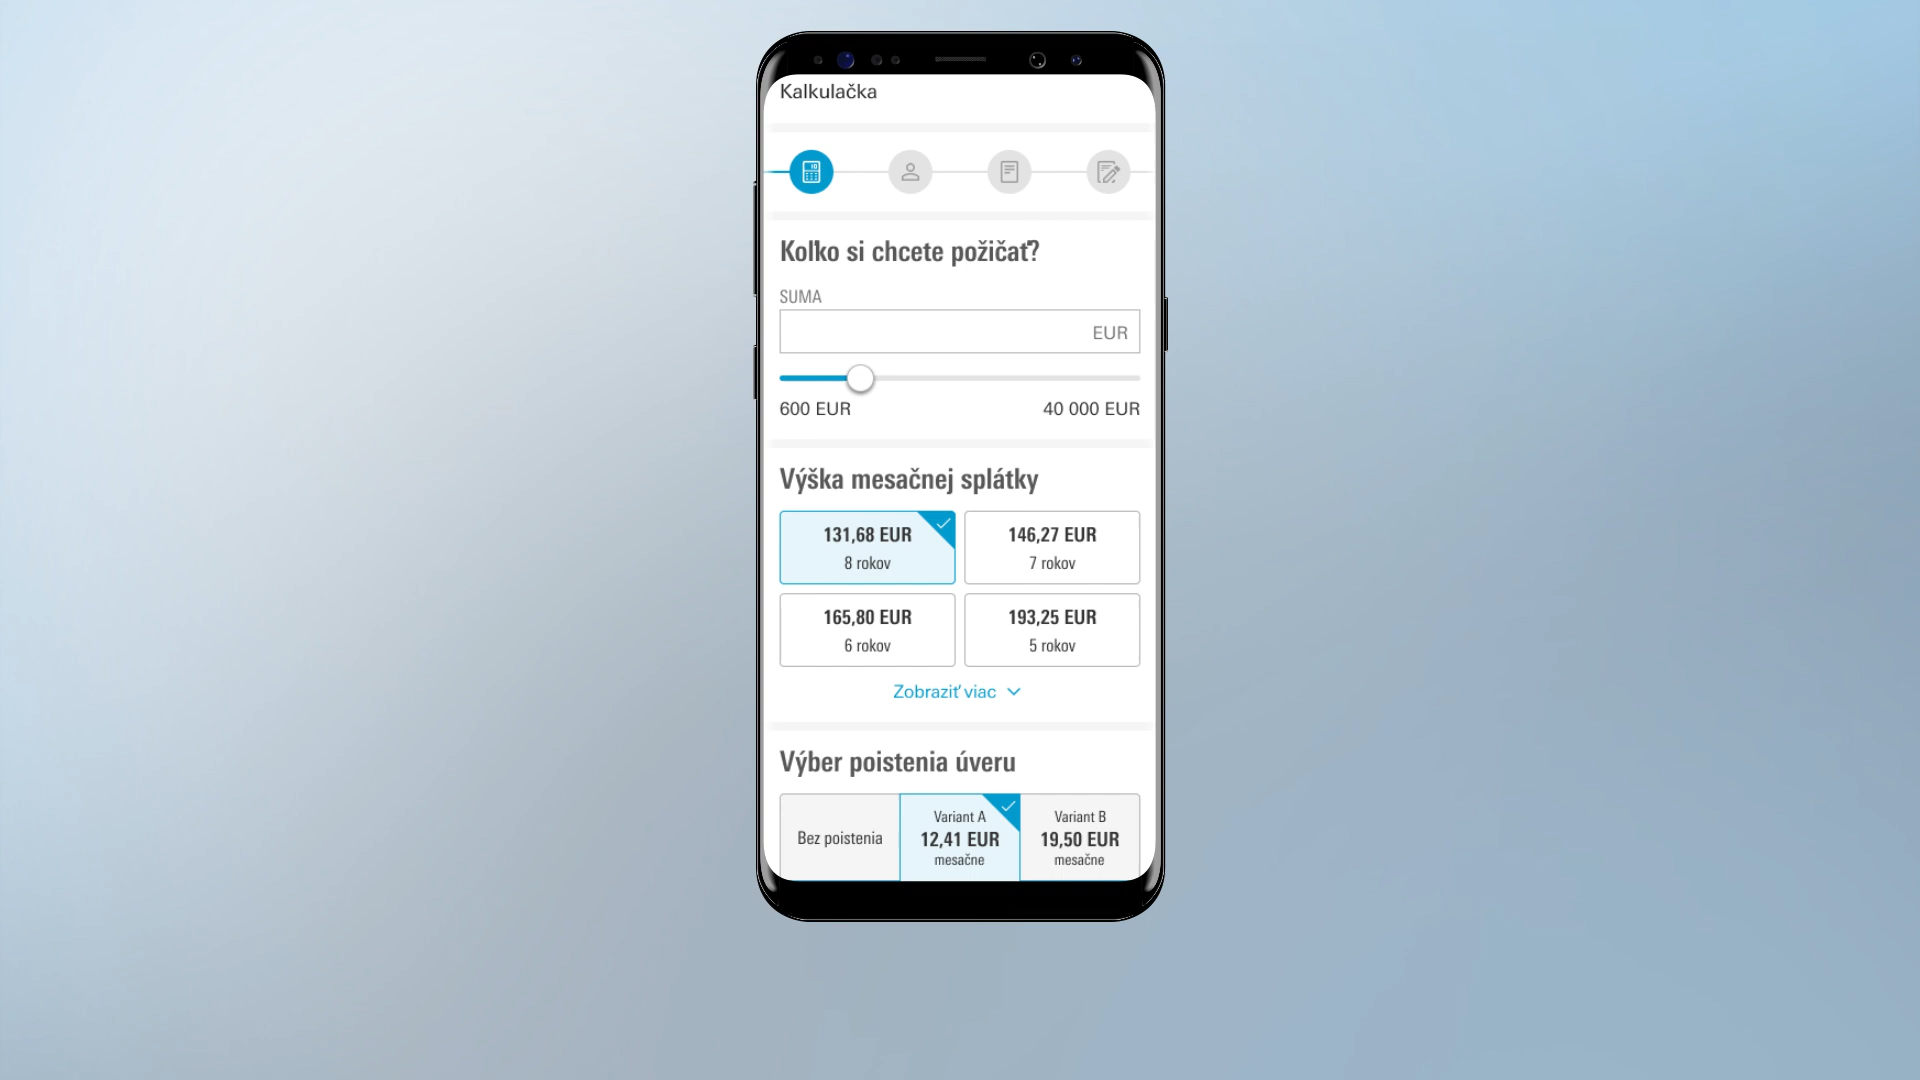 Kalkulačka
Koľko si chcete požičať?
SUMA
EUR
600 EUR
40 000 EUR
Výška mesačnej splátky
131,68 EUR
8 rokov
146,27 EUR
7 rokov
165,80 EUR
6 rokov
193,25 EUR
5 rokov
Zobraziť viac
Výber poistenia úveru
Bez poistenia
Variant A
12,41 EUR
mesačne
Variant B
19,50 EUR
mesačne